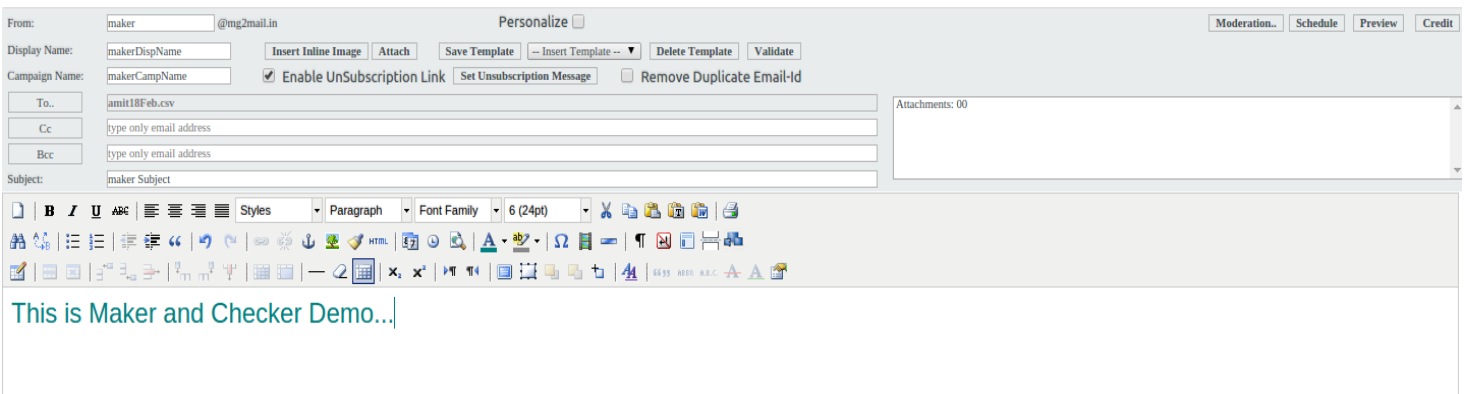 From: maker @mg2mail.in Personalize Moderation.. Schedule Preview Credit
Display Name: makerDispName Insert Inline Image Attach Save Template -- Insert Template -- Delete Template Validate
Campaign Name: makerCampName Enable UnSubscription Link Set Unsubscription Message Remove Duplicate Email-Id
To.. amit18Feb.csv Attachments: 00
Cc type only email address
Bcc type only email address
Subject: maker Subject
B I U ABC Styles Paragraph Font Family 6 (24pt)
HTML A ab
A.B.C. A A
This is Maker and Checker Demo...